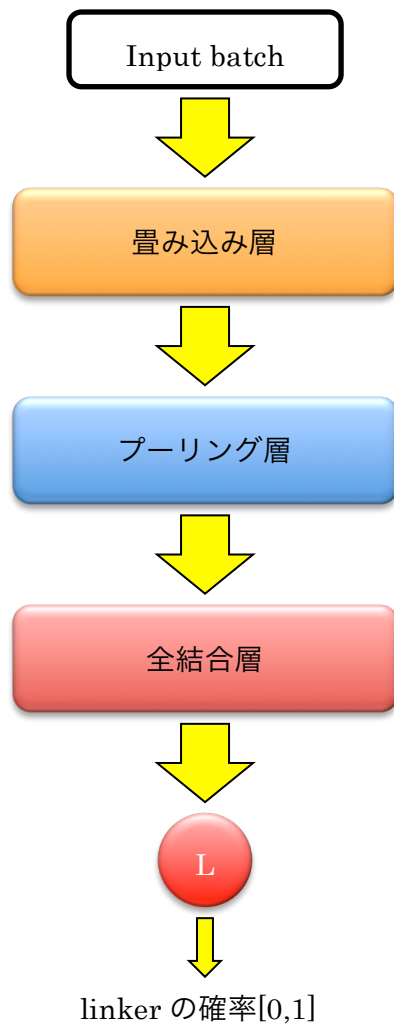 Input batch
畳み込み層
プーリング層
全結合層
L
linker の確率[0,1]